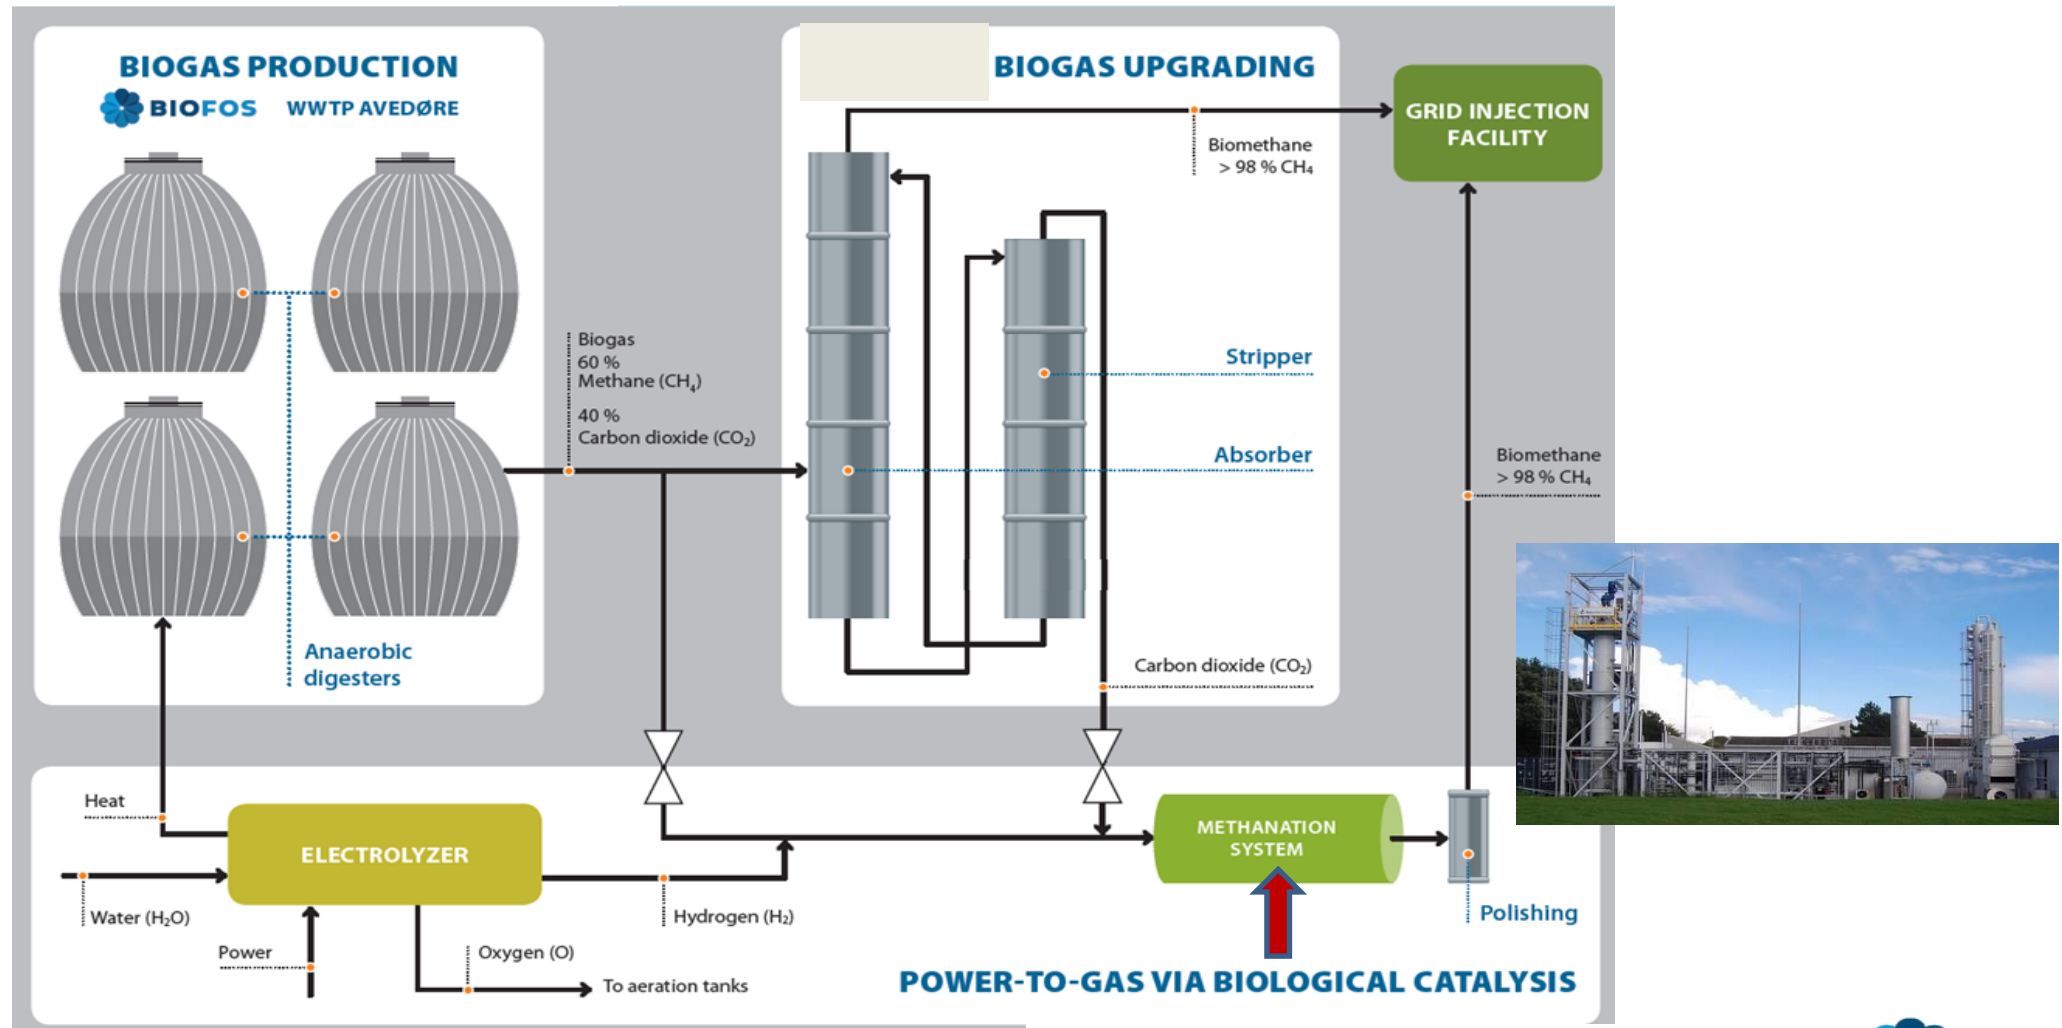 BIOGAS PRODUCTION
BIOFOS WWTP AVEDØRE
Anaerobic
digesters
Biogas
60 %
Methane (CH₄)
40 %
Carbon dioxide (CO₂)
BIOGAS UPGRADING
Biomethane
> 98 % CH₄
Stripper
Absorber
Carbon dioxide (CO₂)
GRID INJECTION
FACILITY
Biomethane
> 98 % CH₄
Heat
ELECTROLYZER
Water (H₂O)
Power
Oxygen (O)
To aeration tanks
Hydrogen (H₂)
METHANATION
SYSTEM
Polishing
POWER-TO-GAS VIA BIOLOGICAL CATALYSIS